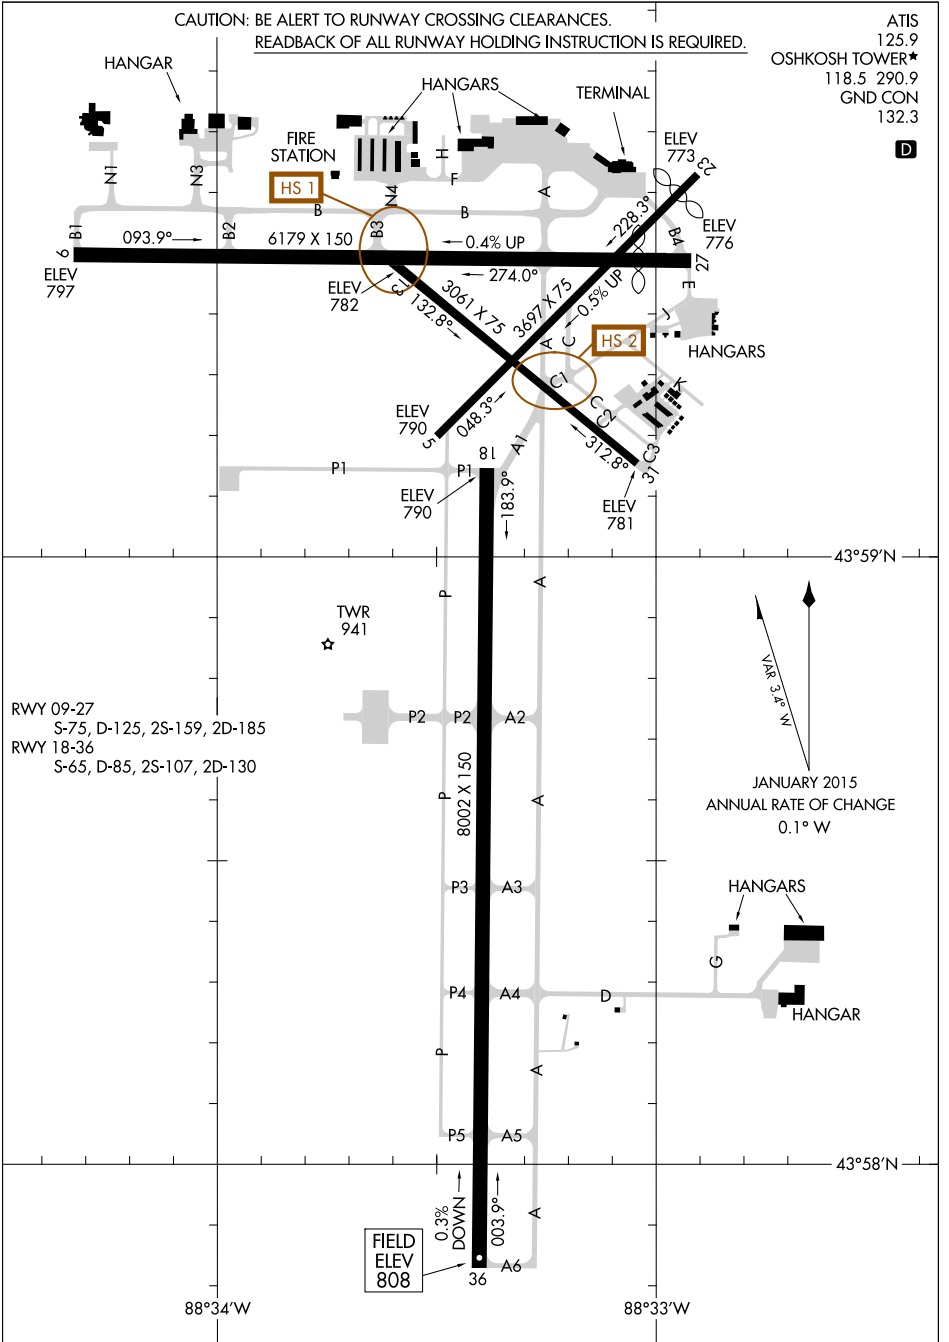 CAUTION: BE ALERT TO RUNWAY CROSSING CLEARANCES.
READBACK OF ALL RUNWAY HOLDING INSTRUCTION IS REQUIRED.
ATIS
125.9
OSHKOSH TOWER★
118.5 290.9
GND CON
132.3
D
HANGAR
HANGARS
TERMINAL
FIRE
STATION
HS 1
ELEV
773
23
N1
N3
N4
H
F
A
B
B
B1
B2
B3
B4
228.3°
ELEV
776
093.9°
6179 X 150
0.4% UP
274.0°
9
27
ELEV
797
ELEV
782
13
132.8°
3061 X 75
3697 X 75
0.5% UP
E
J
HS 2
HANGARS
A
C
C1
C
C2
K
C3
ELEV
790
5
048.3°
A1
312.8°
31
ELEV
781
18
P1
P1
ELEV
790
183.9°
43°59'N
P
A
TWR
941
VAR 3.4° W
RWY 09-27
S-75, D-125, 2S-159, 2D-185
RWY 18-36
S-65, D-85, 2S-107, 2D-130
P2
P2
A2
8002 X 150
P
A
JANUARY 2015
ANNUAL RATE OF CHANGE
0.1° W
P3
A3
HANGARS
G
P4
A4
D
HANGAR
P
A
P5
A5
43°58'N
0.3%
DOWN
003.9°
A
FIELD
ELEV
808
A6
36
88°34'W
88°33'W